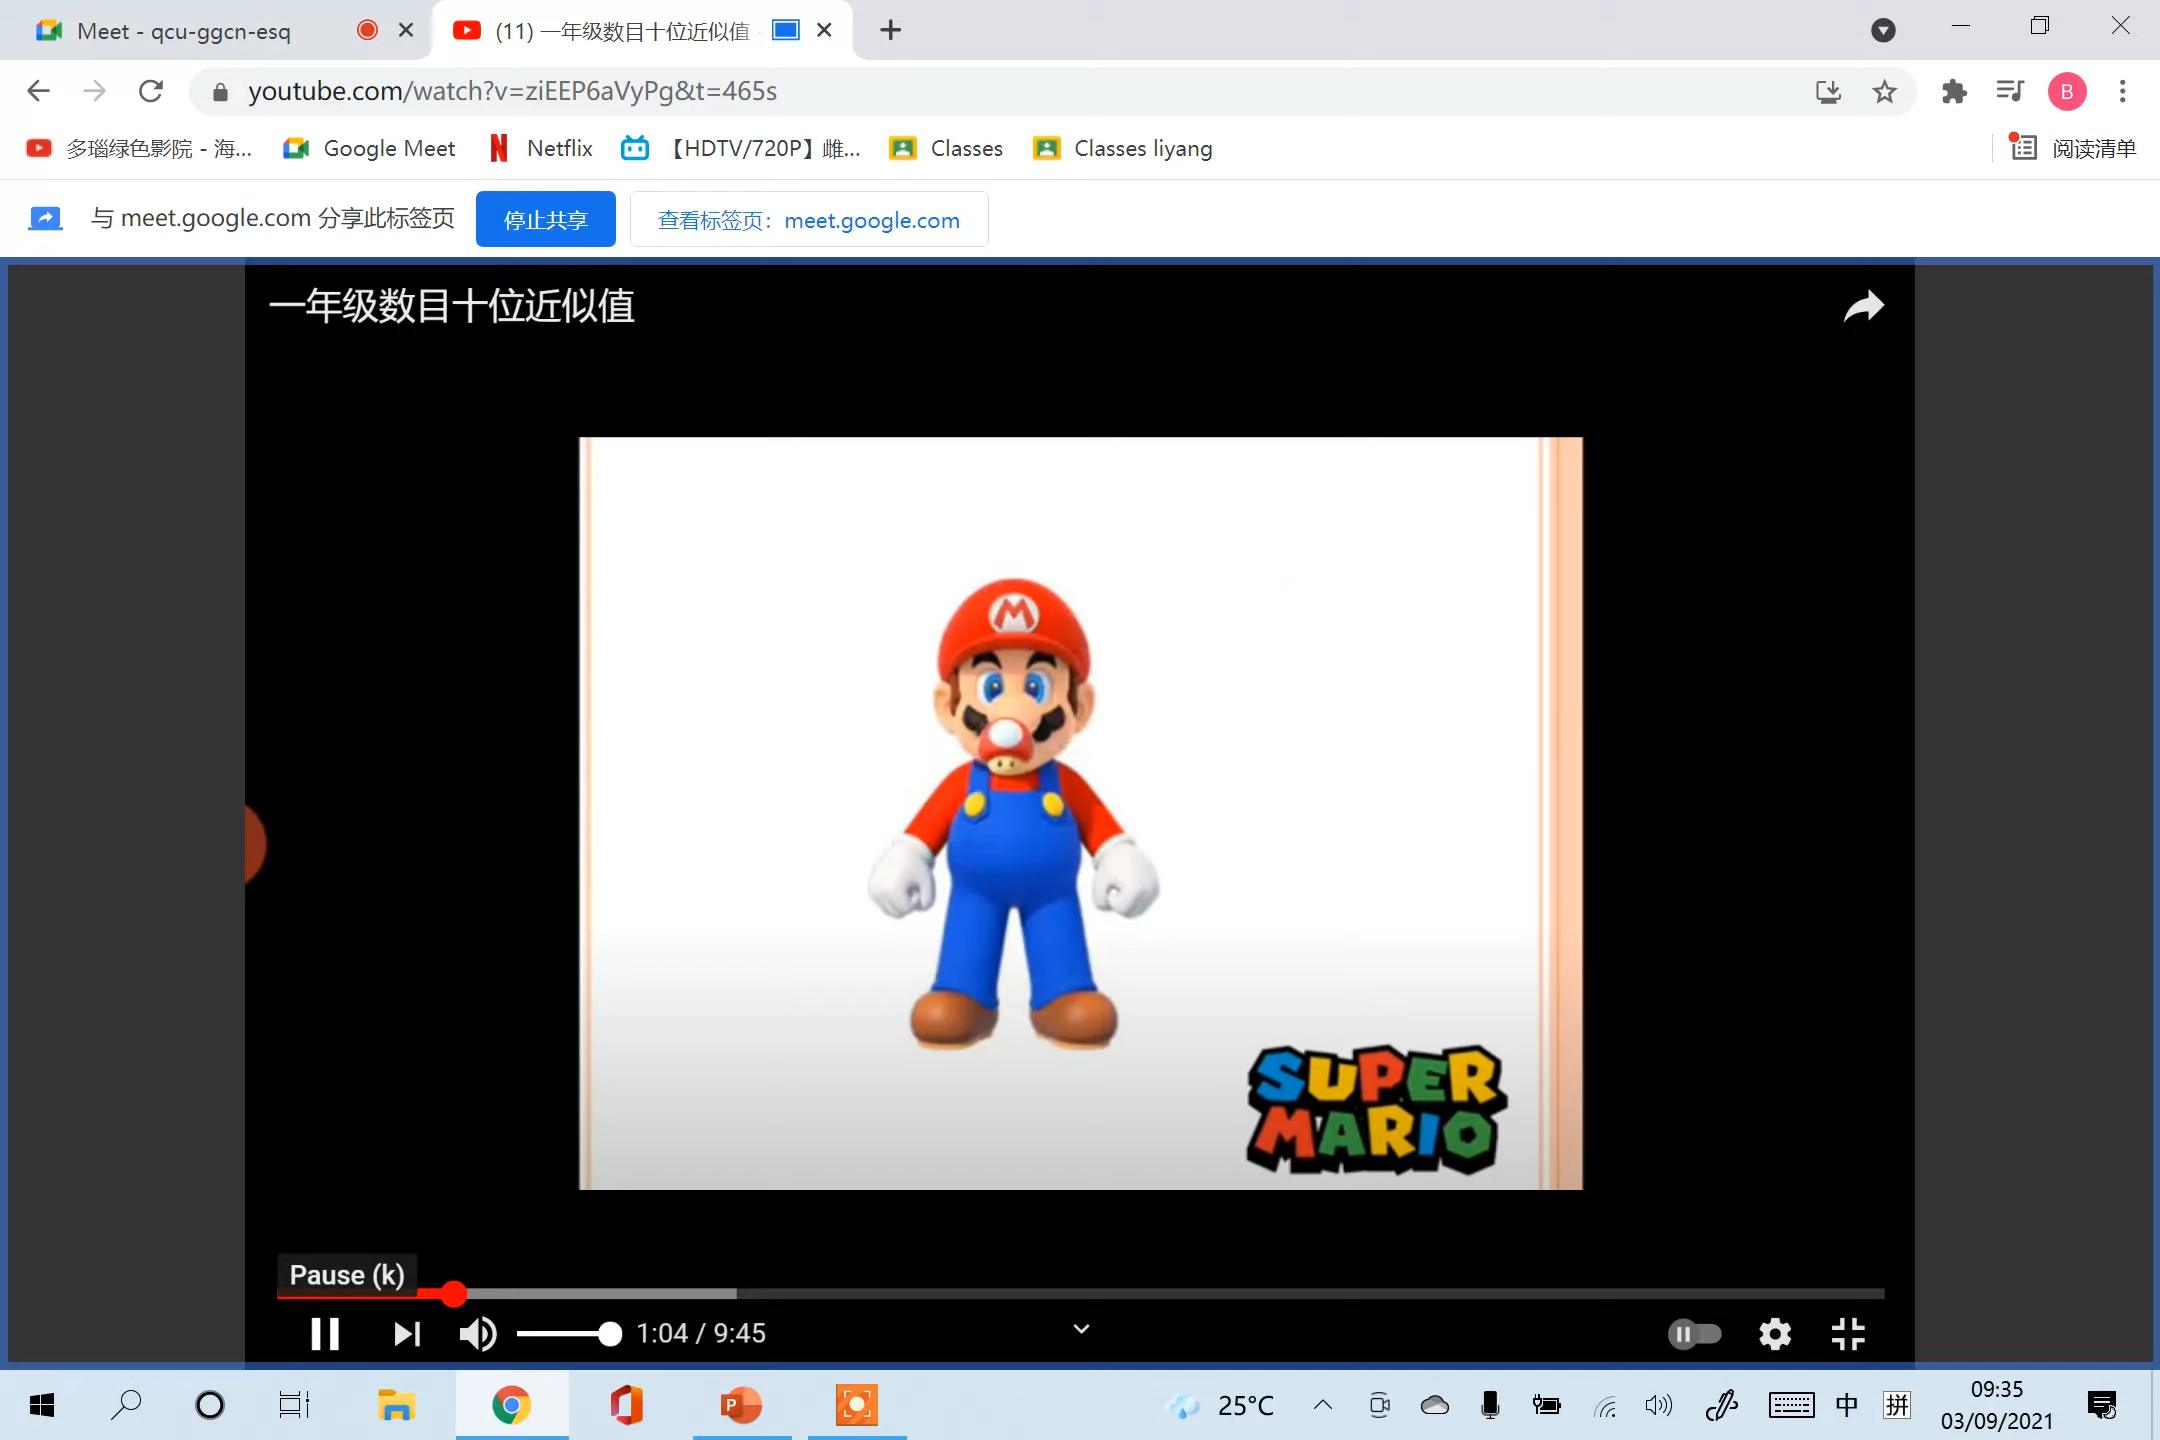 Meet - qcu-ggcn-esq
(11) 一年级数目十位近似值 -
youtube.com/watch?v=ziEEP6aVyPg&t=465s
B
多瑙绿色影院 - 海...
Google Meet
Netflix
【HDTV/720P】雌...
Classes
Classes liyang
阅读清单
与 meet.google.com 分享此标签页
停止共享
查看标签页: meet.google.com
一年级数目十位近似值
M
SUPER
MARIO
Pause (k)
1:04 / 9:45
P
25°C
中
拼
09:35
03/09/2021